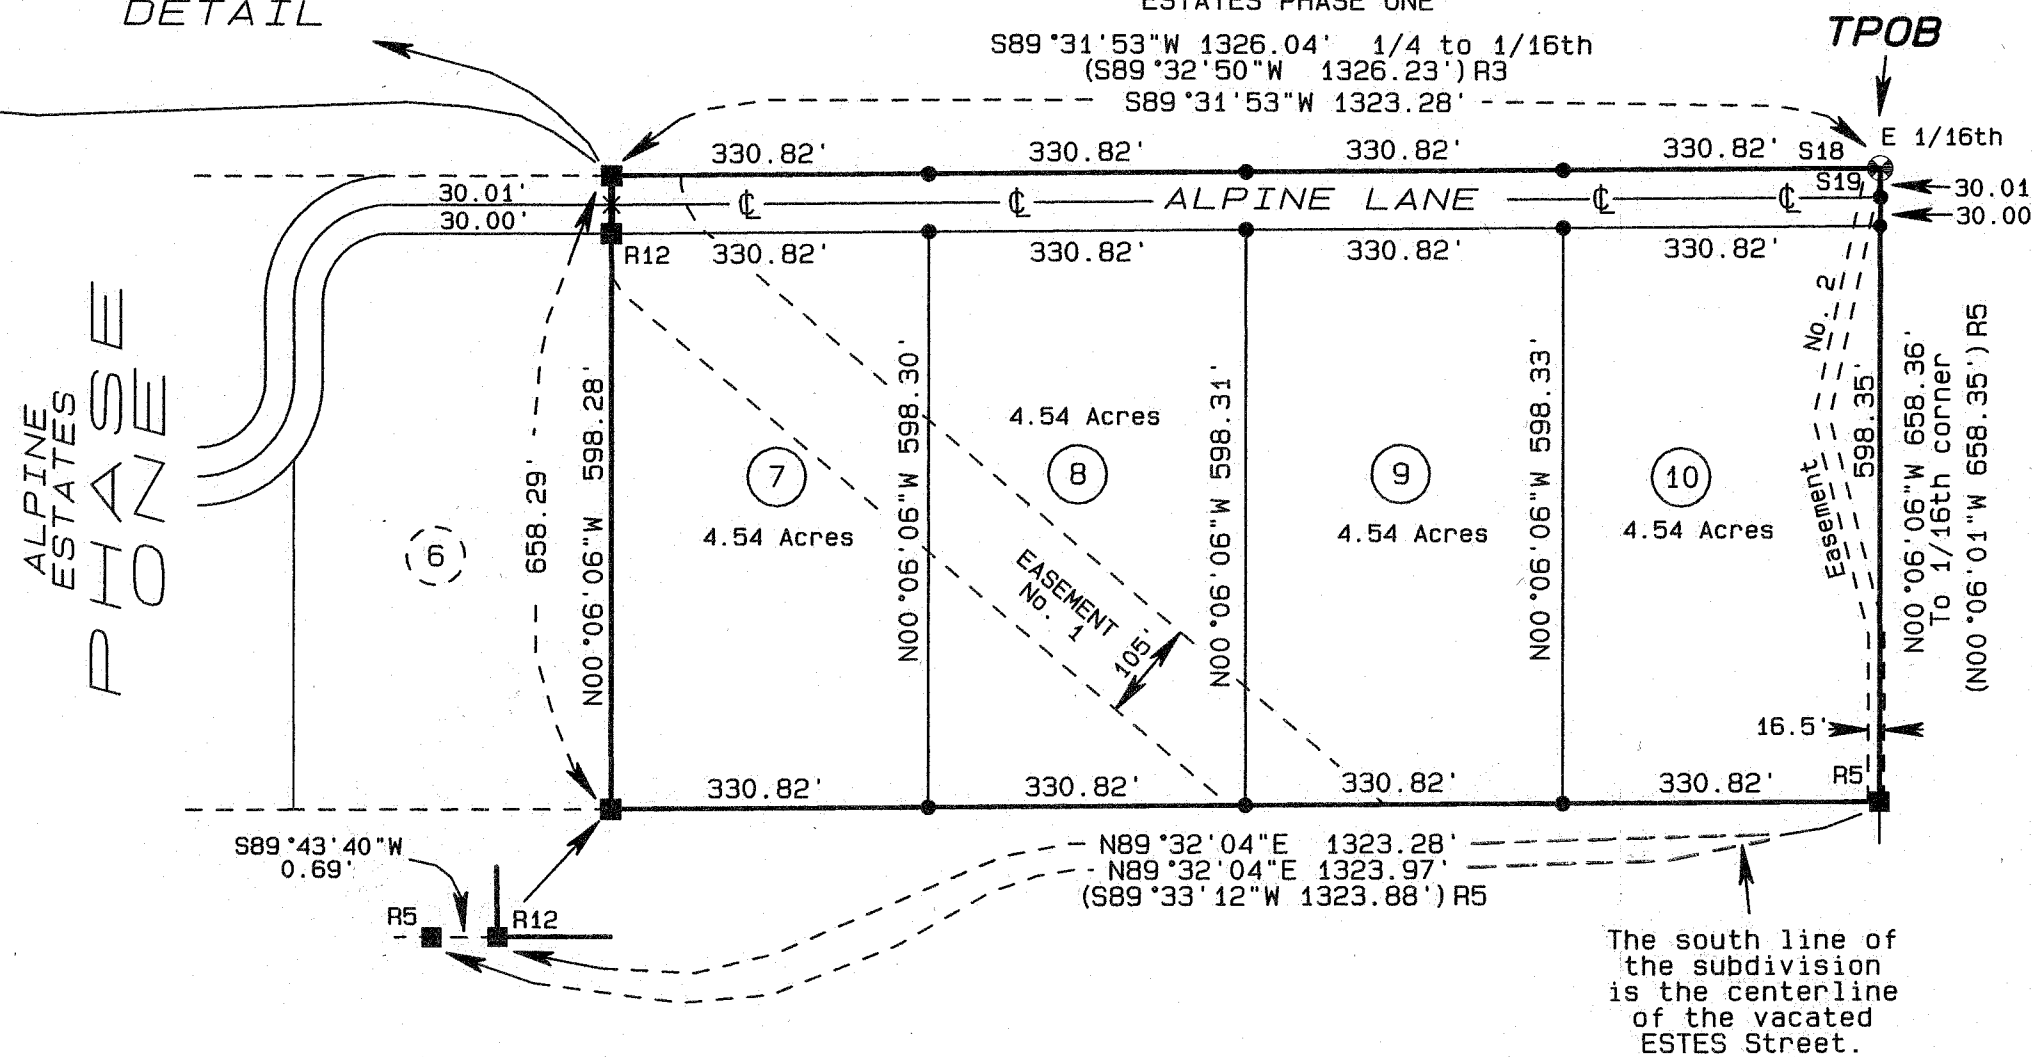 DETAIL
ESTATES PHASE ONE
S89°31'53"W 1326.04' 1/4 to 1/16th
(S89°32'50"W 1326.23')R3
S89°31'53"W 1323.28'
TPOB
E 1/16th
330.82'
330.82'
330.82'
330.82'
S18
S19
30.01
30.00
30.01'
30.00'
℄
℄
ALPINE LANE
℄
℄
R12
330.82'
330.82'
330.82'
330.82'
ALPINE
ESTATES
PHASE
ONE
6
658.29'
N00°06'06"W 598.28'
7
4.54 Acres
N00°06'06"W 598.30'
4.54 Acres
8
EASEMENT
No. 1
105'
N00°06'06"W 598.31'
9
4.54 Acres
N00°06'06"W 598.33'
10
4.54 Acres
Easement No. 2
598.35'
N00°06'06"W 658.36'
To 1/16th corner
(N00°06'01"W 658.35')R5
16.5'
R5
330.82'
330.82'
330.82'
330.82'
S89°43'40"W
0.69'
R5
R12
N89°32'04"E 1323.28'
N89°32'04"E 1323.97'
(S89°33'12"W 1323.88')R5
The south line of
the subdivision
is the centerline
of the vacated
ESTES Street.